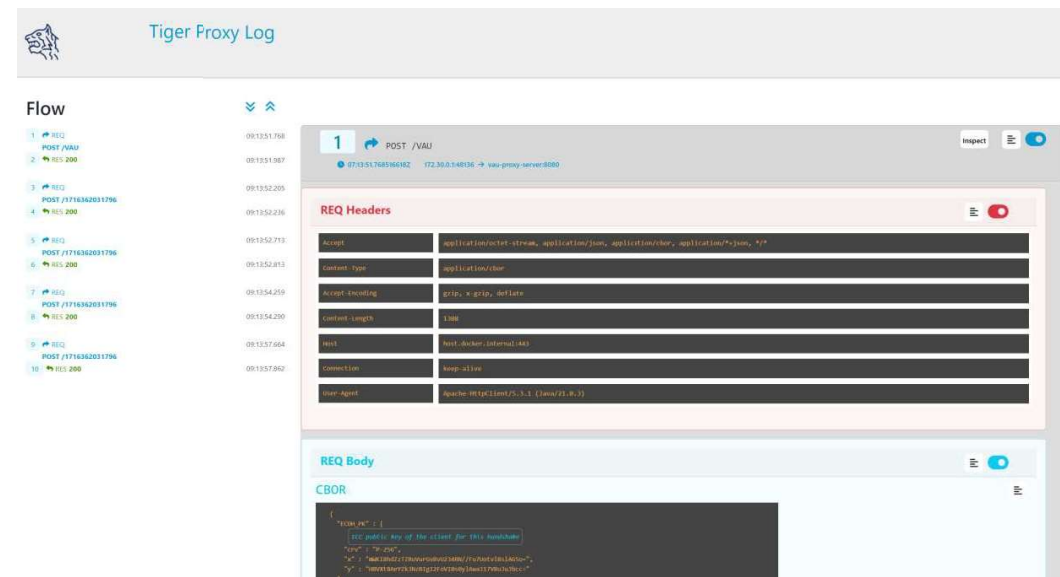 Tiger Proxy Log
Flow
1 REQ 09:13:51.768
POST /VAU
2 RES 200 09:13:51.987
3 REQ 09:13:52.205
POST /1716362031796
4 RES 200 09:13:52.236
5 REQ 09:13:52.713
POST /1716362031796
6 RES 200 09:13:52.813
7 REQ 09:13:54.259
POST /1716362031796
8 RES 200 09:13:54.290
9 REQ 09:13:57.664
POST /1716362031796
10 RES 200 09:13:57.862
1 POST /VAU Inspect
07:13:51.768516618Z 172.30.0.1:48136 → vau-proxy-server:8080
REQ Headers
Accept application/octet-stream, application/json, application/cbor, application/*+json, */*
Content-Type application/cbor
Accept-Encoding gzip, x-gzip, deflate
Content-Length
Host host.docker.internal:443
Connection keep-alive
User-Agent Apache-HttpClient/5.3.1 (Java/21.0.3)
REQ Body
CBOR
{
"ECDH_PK" : {
ECC public key of the client for this handshake
"crv" : "P-256",
"x" :
"y" :